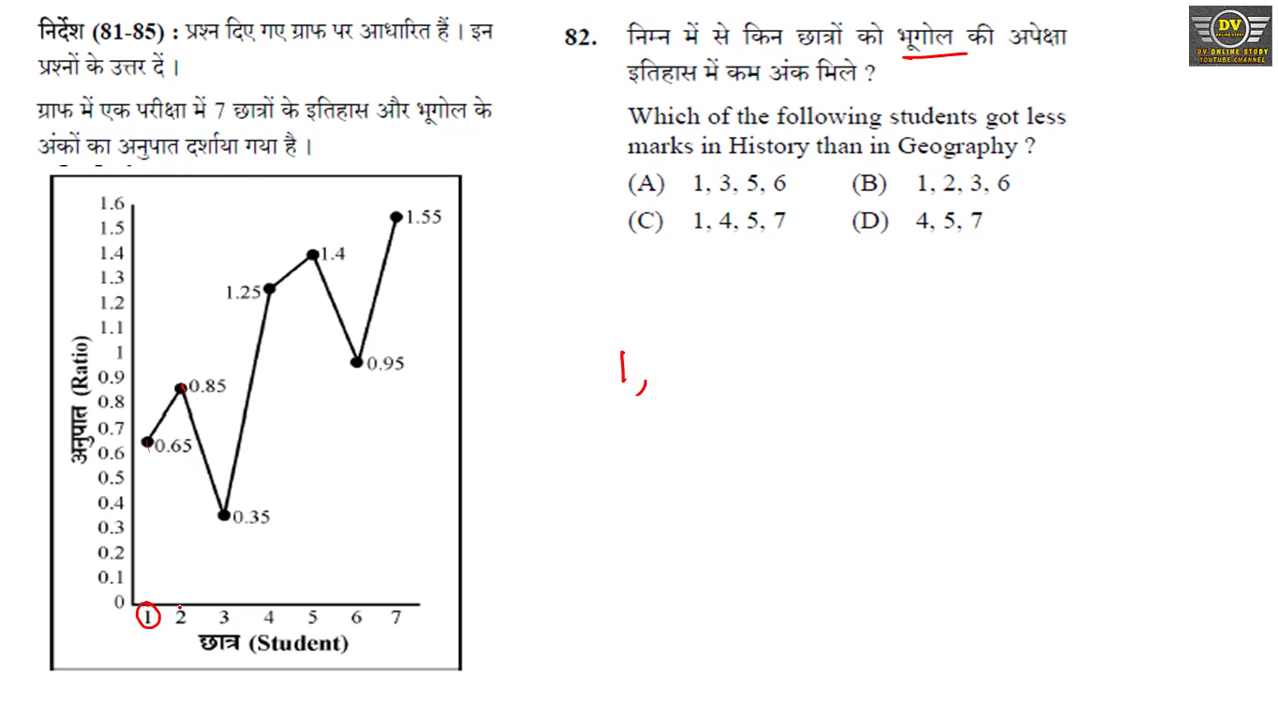 निर्देश (81-85) : प्रश्न दिए गए ग्राफ पर आधारित हैं । इन
प्रश्नों के उत्तर दें ।
ग्राफ में एक परीक्षा में 7 छात्रों के इतिहास और भूगोल के
अंकों का अनुपात दर्शाया गया है ।
1.6
1.5
1.4
1.3
1.2
1.1
1
0.9
0.8
0.7
0.6
0.5
0.4
0.3
0.2
0.1
0
अनुपात (Ratio)
0.65
0.85
0.35
1.25
1.4
0.95
1.55
1 2 3 4 5 6 7
छात्र (Student)
82. निम्न में से किन छात्रों को भूगोल की अपेक्षा
इतिहास में कम अंक मिले ?
Which of the following students got less
marks in History than in Geography ?
(A) 1, 3, 5, 6 (B) 1, 2, 3, 6
(C) 1, 4, 5, 7 (D) 4, 5, 7
1,
DV
ONLINE STUDY
DV ONLINE STUDY
YOUTUBE CHANNEL